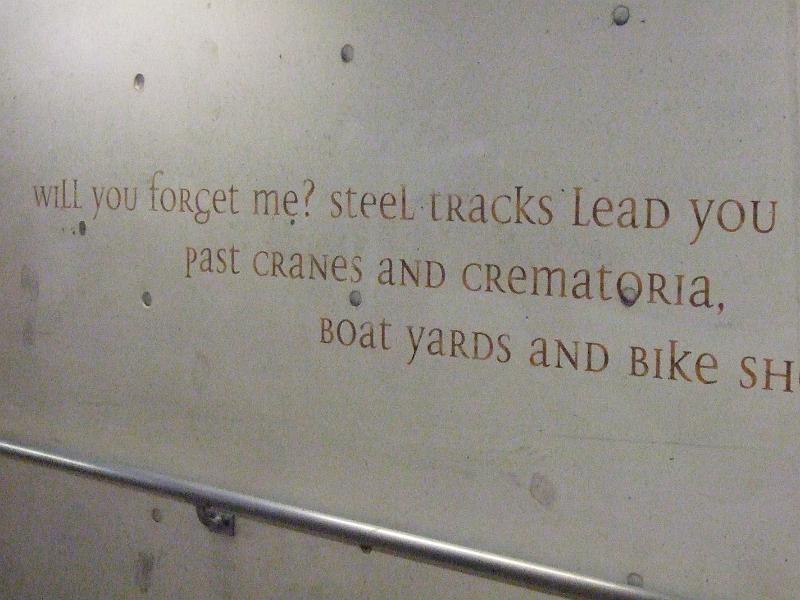 will you forget me? steel tracks lead you
past cranes and crematoria,
boat yards and bike